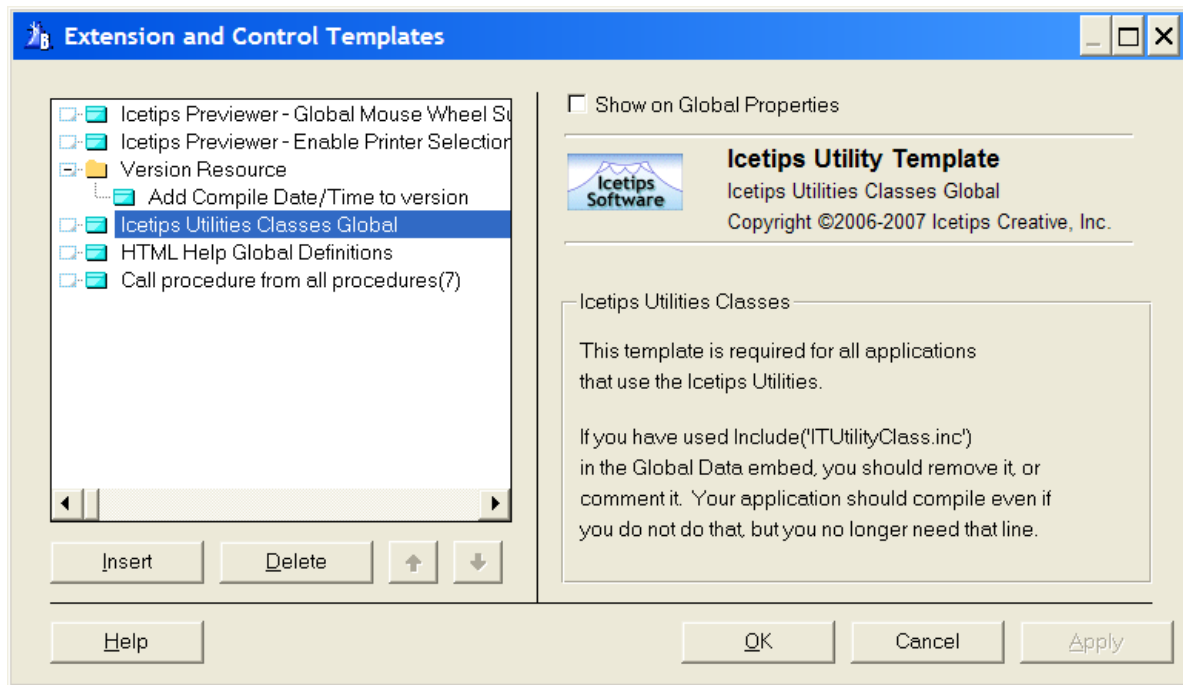 Extension and Control Templates
Icetips Previewer - Global Mouse Wheel Su
Icetips Previewer - Enable Printer Selection
Version Resource
Add Compile Date/Time to version
Icetips Utilities Classes Global
HTML Help Global Definitions
Call procedure from all procedures(7)
Insert
Delete
Show on Global Properties
Icetips
Software
Icetips Utility Template
Icetips Utilities Classes Global
Copyright ©2006-2007 Icetips Creative, Inc.
Icetips Utilities Classes
This template is required for all applications
that use the Icetips Utilities.
If you have used Include('ITUtilityClass.inc')
in the Global Data embed, you should remove it, or
comment it. Your application should compile even if
you do not do that, but you no longer need that line.
Help
OK
Cancel
Apply